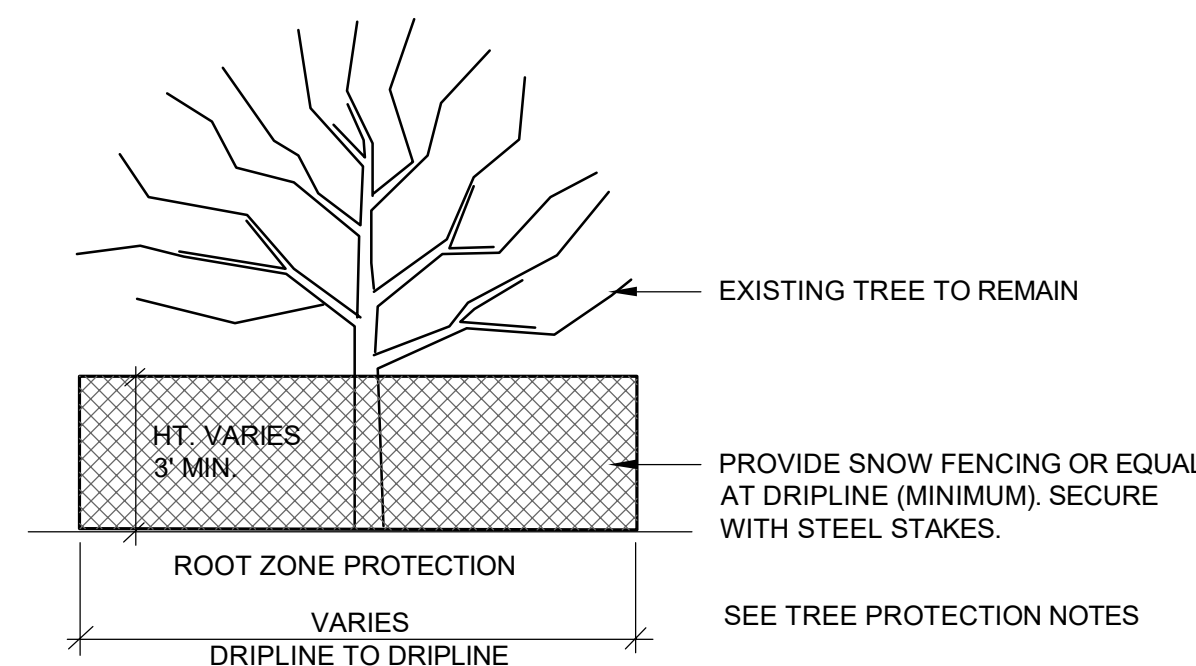 EXISTING TREE TO REMAIN
HT. VARIES
3' MIN.
PROVIDE SNOW FENCING OR EQUAL
AT DRIPLINE (MINIMUM). SECURE
WITH STEEL STAKES.
ROOT ZONE PROTECTION
VARIES
DRIPLINE TO DRIPLINE
SEE TREE PROTECTION NOTES